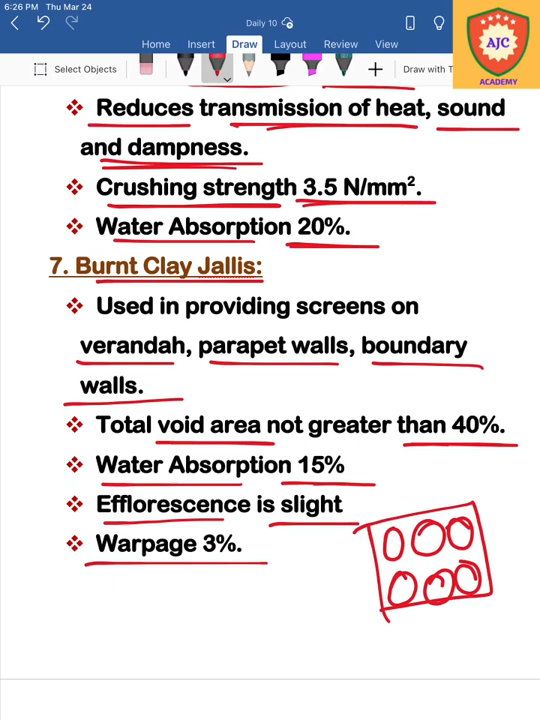 6:26 PM Thu Mar 24
Daily 10
Home Insert Draw Layout Review View
Select Objects
Draw with T
AJC
ACADEMY
❖ Reduces transmission of heat, sound
and dampness.
❖ Crushing strength 3.5 N/mm².
❖ Water Absorption 20%.
7. Burnt Clay Jallis:
❖ Used in providing screens on
verandah, parapet walls, boundary
walls.
❖ Total void area not greater than 40%.
❖ Water Absorption 15%
❖ Efflorescence is slight
❖ Warpage 3%.